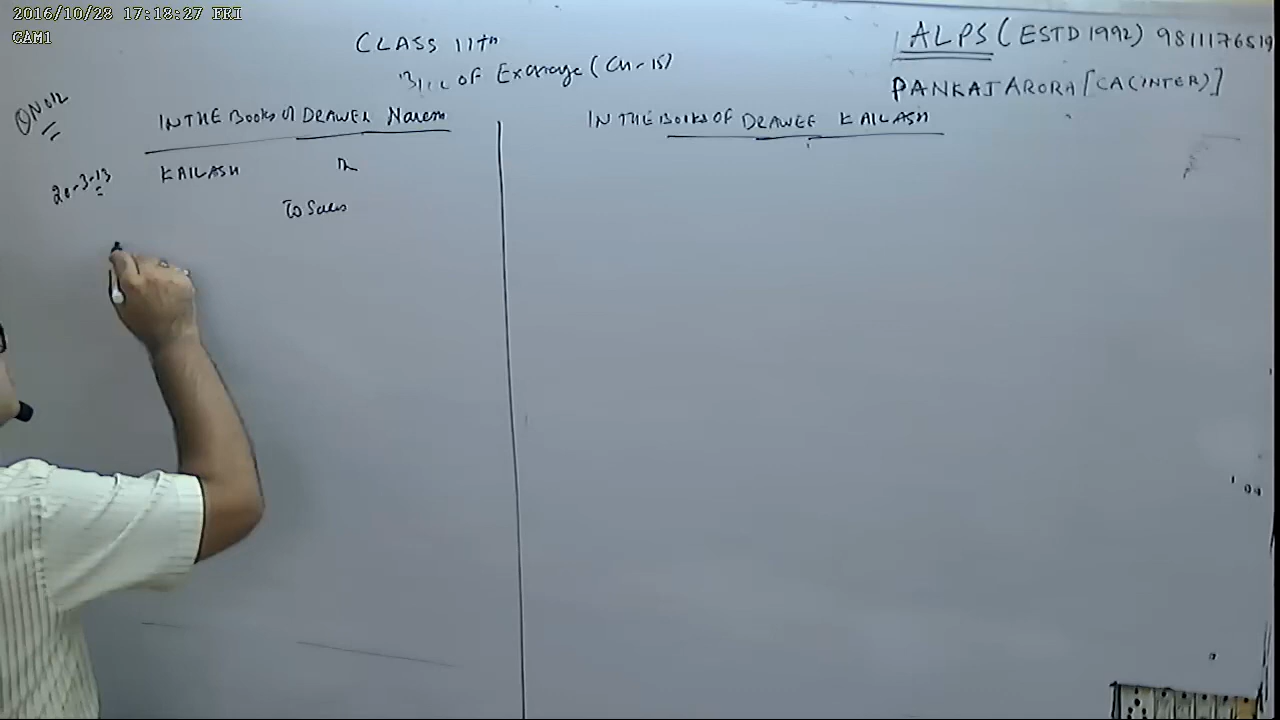 2016/10/28 17:18:27 FRI
CAM1
CLASS 11th
Bill OF Exchange (CH-15)
ALPS (ESTD 1992) 9811176519
PANKAJ ARORA [CA(INTER)]
QNO12
IN THE BOOKS OF DRAWER Naren
20-3-13 KAILASH Dr
To Sales
IN THE BOOKS OF DRAWEE KAILASH